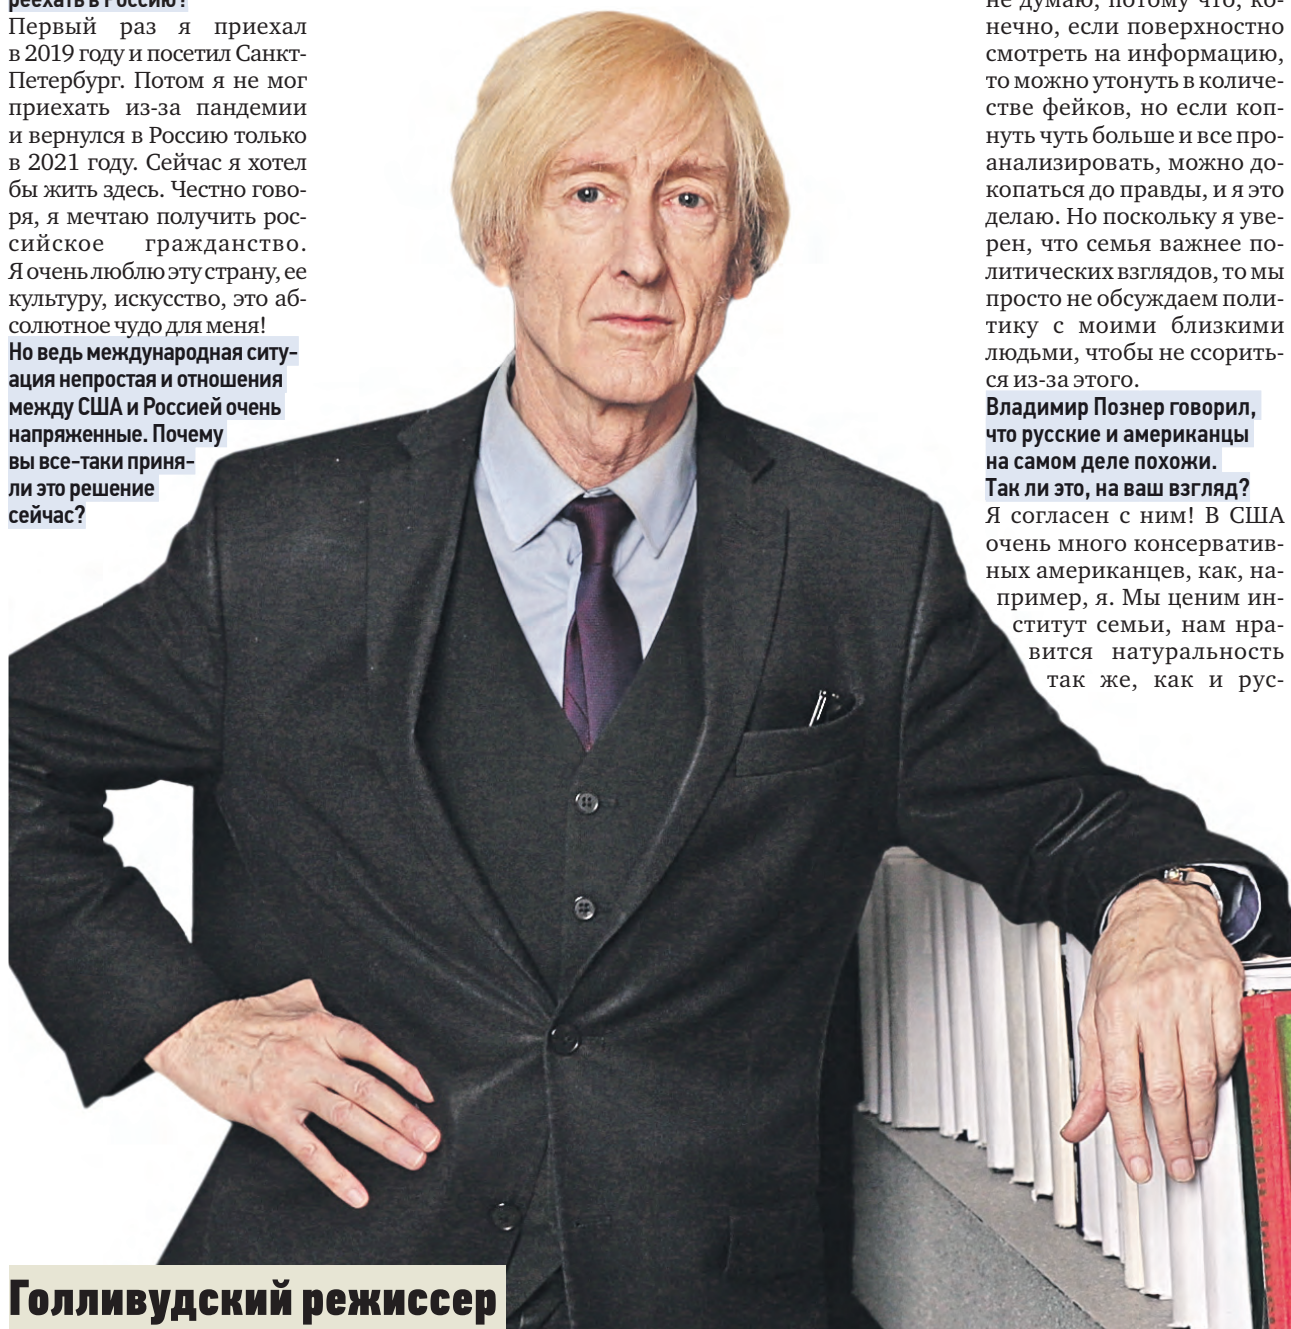 реехать в Россию?
Первый раз я приехал
в 2019 году и посетил Санкт-
Петербург. Потом я не мог
приехать из-за пандемии
и вернулся в Россию только
в 2021 году. Сейчас я хотел
бы жить здесь. Честно гово-
ря, я мечтаю получить рос-
сийское гражданство.
Я очень люблю эту страну, ее
культуру, искусство, это аб-
солютное чудо для меня!
Но ведь международная ситу-
ация непростая и отношения
между США и Россией очень
напряженные. Почему
вы все-таки приня-
ли это решение
сейчас?
не думаю, потому что, ко-
нечно, если поверхностно
смотреть на информацию,
то можно утонуть в количе-
стве фейков, но если коп-
нуть чуть больше и все про-
анализировать, можно до-
копаться до правды, и я это
делаю. Но поскольку я уве-
рен, что семья важнее по-
литических взглядов, то мы
просто не обсуждаем поли-
тику с моими близкими
людьми, чтобы не ссорить-
ся из-за этого.
Владимир Познер говорил,
что русские и американцы
на самом деле похожи.
Так ли это, на ваш взгляд?
Я согласен с ним! В США
очень много консерватив-
ных американцев, как, на-
пример, я. Мы ценим ин-
ститут семьи, нам нра-
вится натуральность
так же, как и рус-
Голливудский режиссер